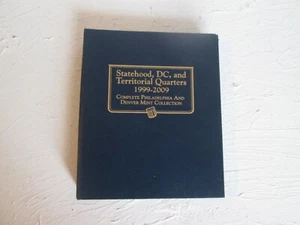 Statehood, DC, and
Territorial Quarters
1999-2009
Complete Philadelphia And
Denver Mint Collection